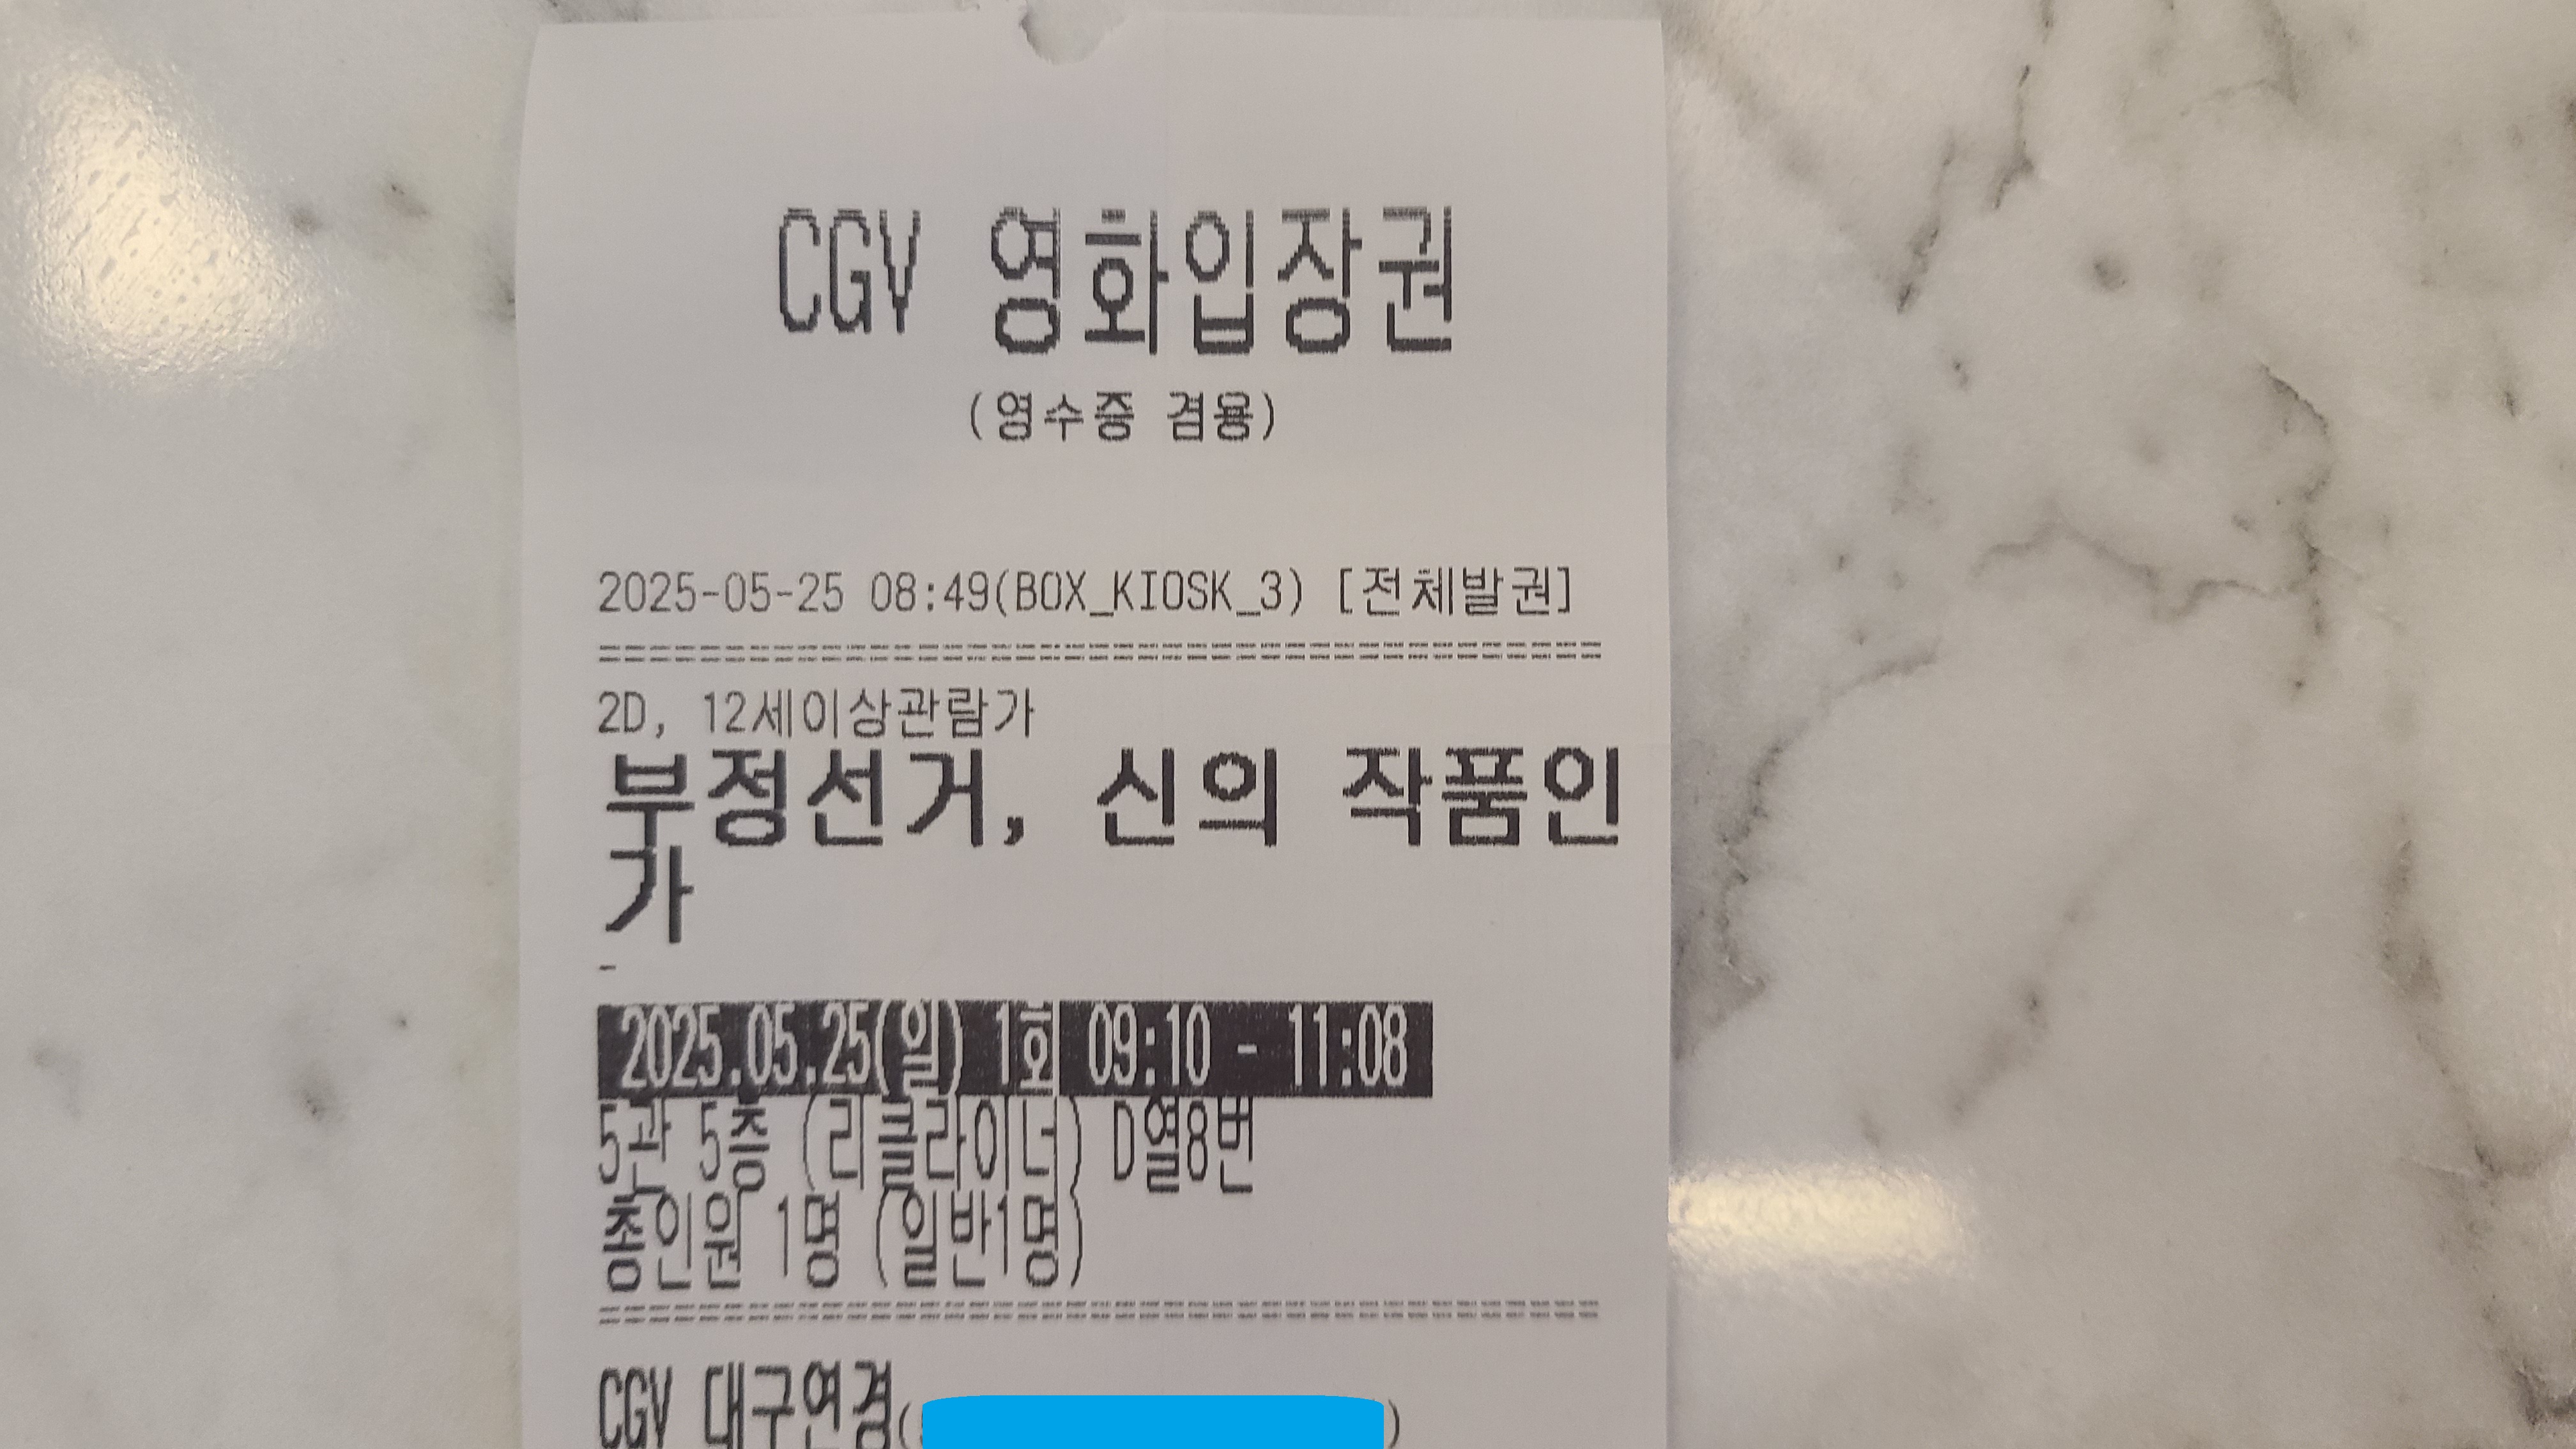 CGV 영화입장권
(영수증 겸용)
2025-05-25 08:49(BOX_KIOSK_3) [전체발권]
2D, 12세이상관람가
부정선거, 신의 작품인
가
-
2025.05.25(일) 1회 09:10 - 11:08
5관 5층 (리클라이너) D열8번
총인원 1명 (일반1명)
CGV 대구연경( )